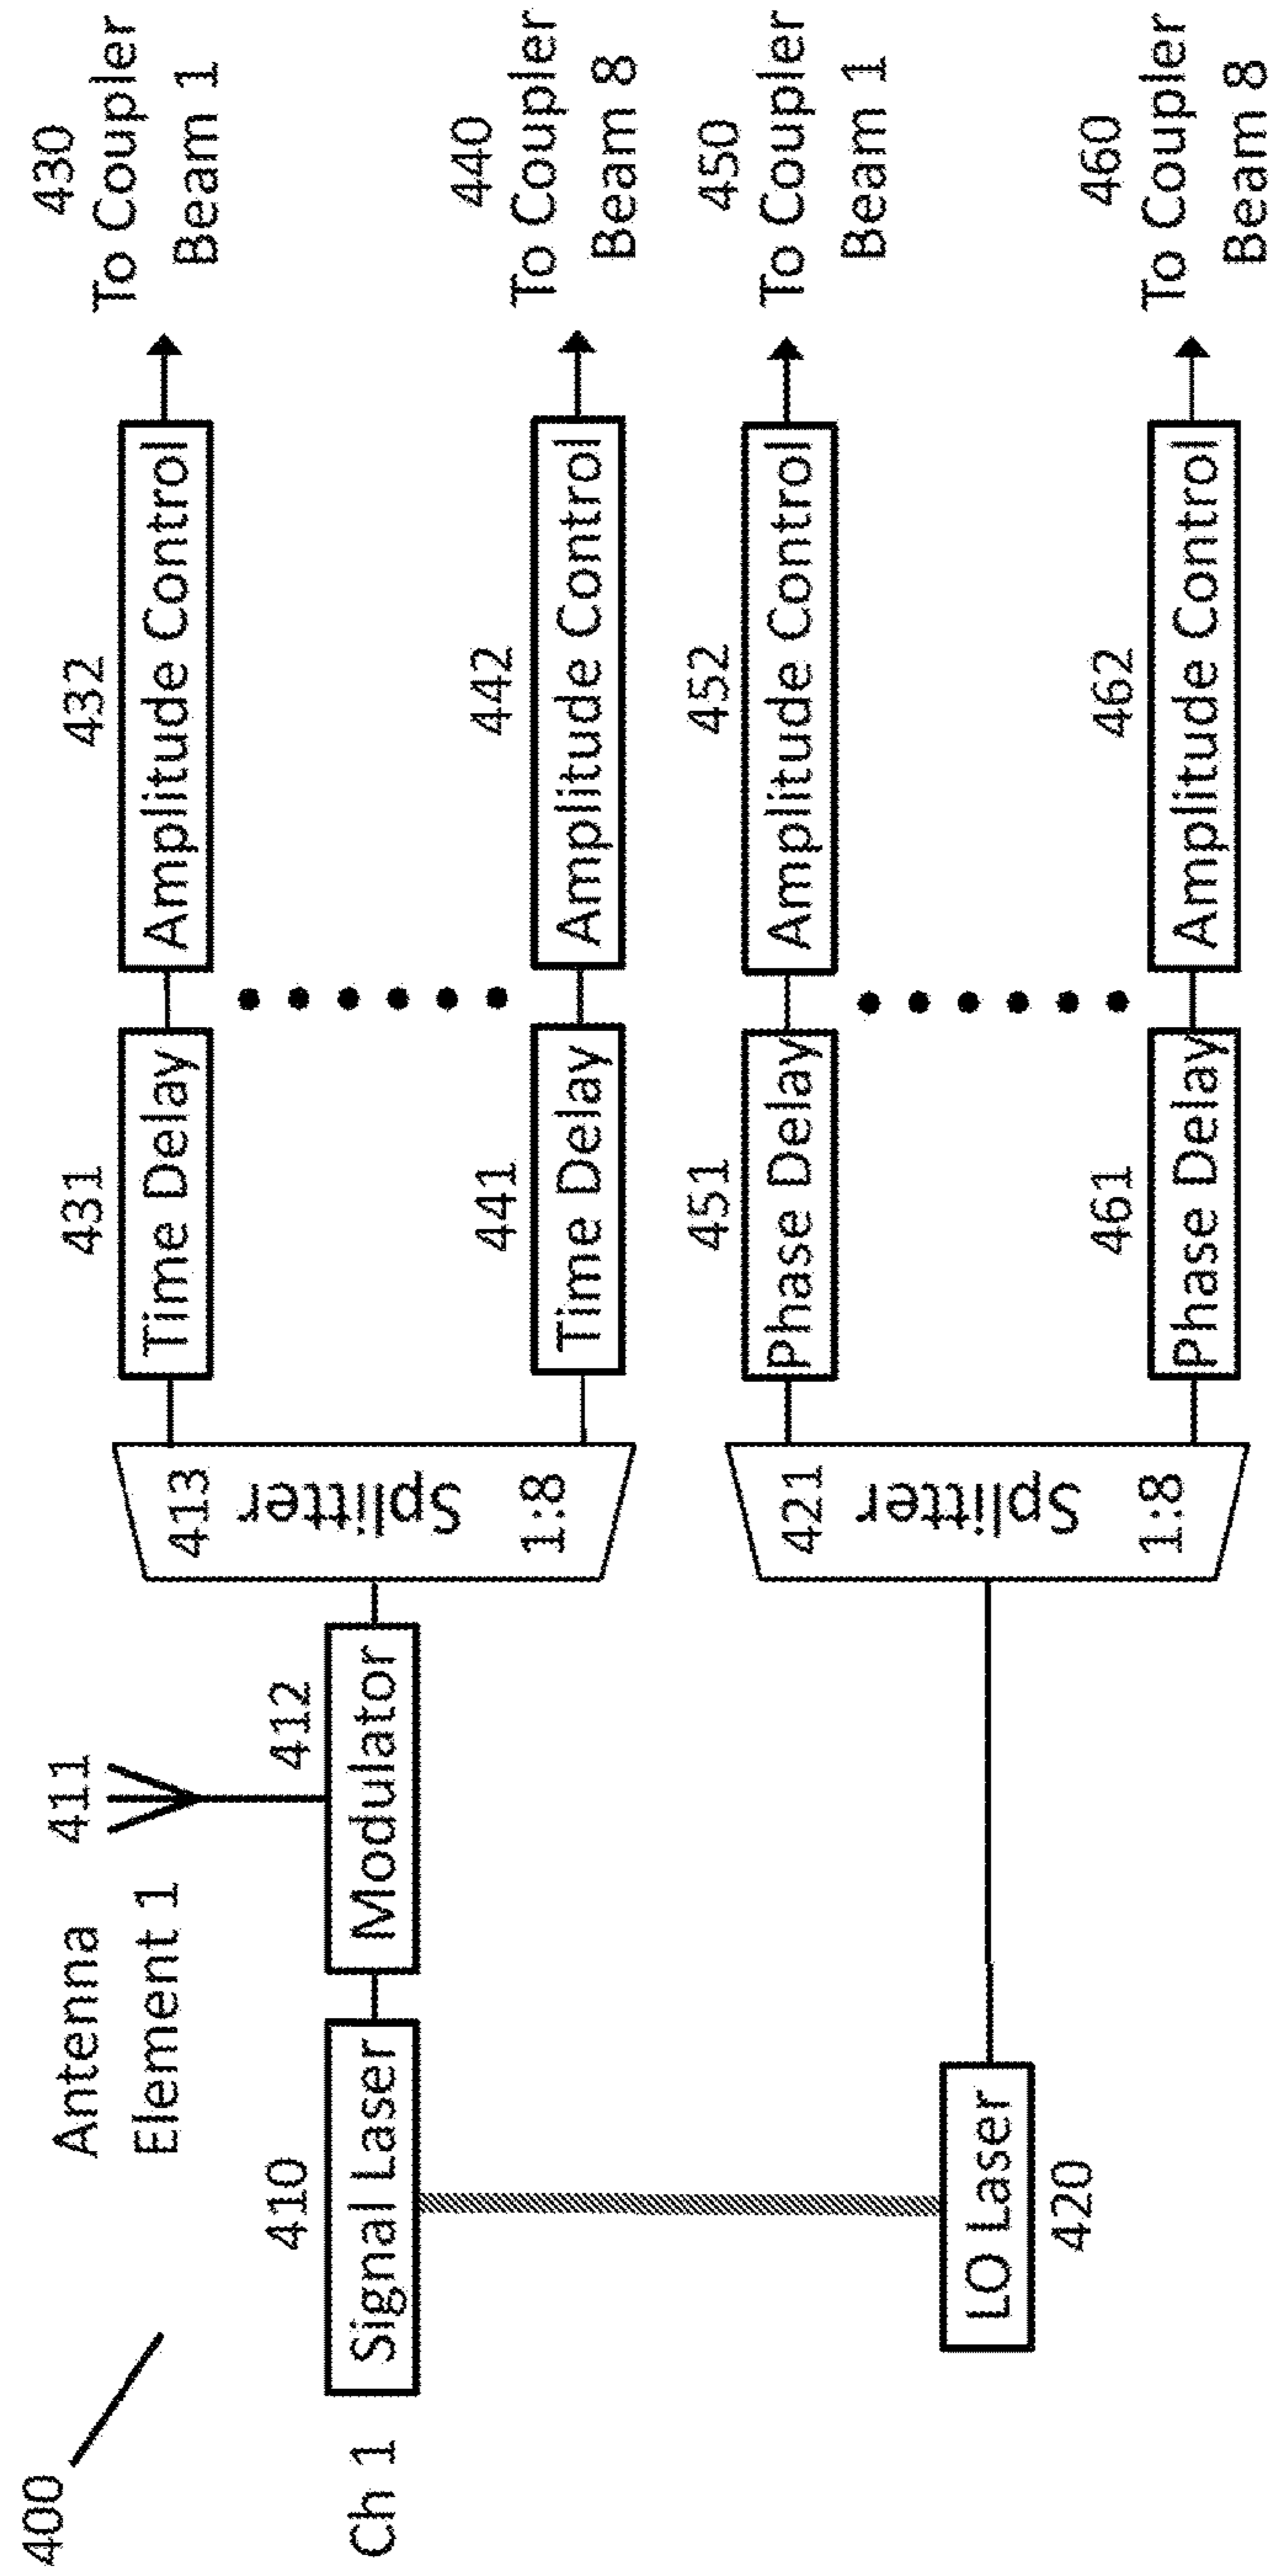 400
Ch 1
Antenna
Element 1
411
410
Signal Laser
412
Modulator
413
Splitter
1:8
431
Time Delay
432
Amplitude Control
430
To Coupler
Beam 1
441
Time Delay
442
Amplitude Control
440
To Coupler
Beam 8
LO Laser
420
421
Splitter
1:8
451
Phase Delay
452
Amplitude Control
450
To Coupler
Beam 1
461
Phase Delay
462
Amplitude Control
460
To Coupler
Beam 8